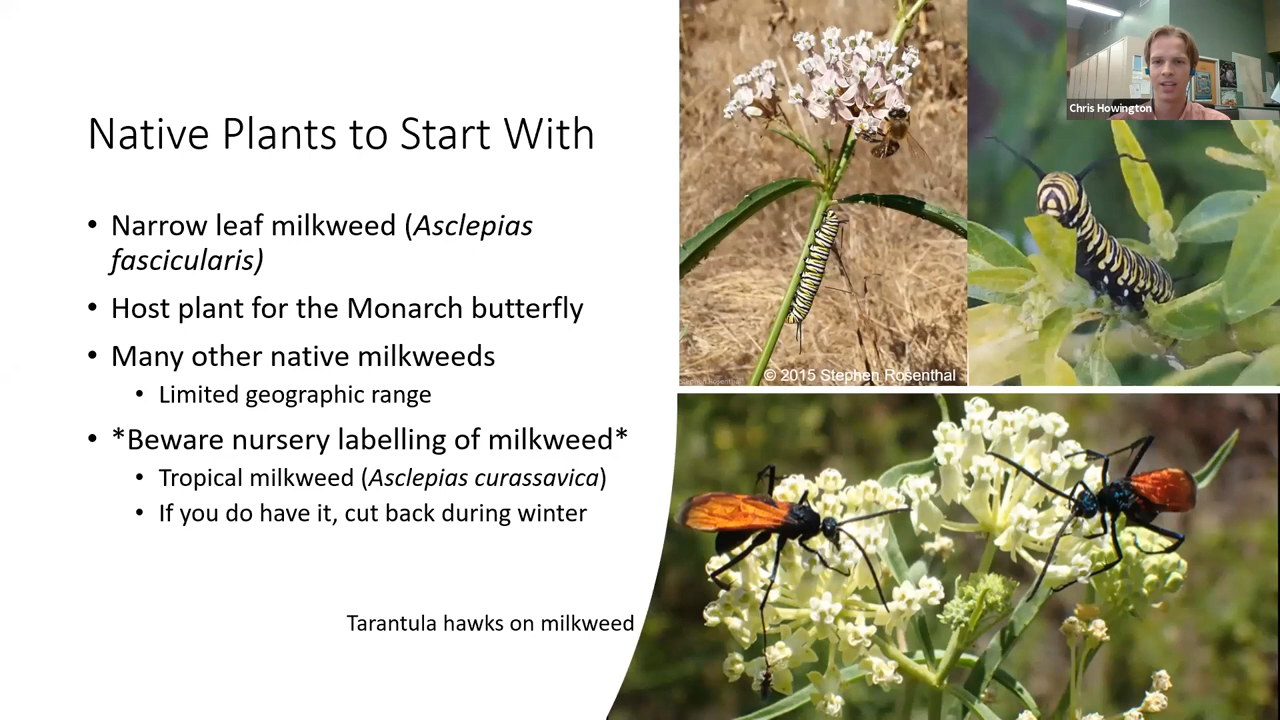 Chris Howington
Native Plants to Start With
• Narrow leaf milkweed (Asclepias
fascicularis)
• Host plant for the Monarch butterfly
• Many other native milkweeds
• Limited geographic range
• *Beware nursery labelling of milkweed*
• Tropical milkweed (Asclepias curassavica)
• If you do have it, cut back during winter
© 2015 Stephen Rosenthal
Tarantula hawks on milkweed